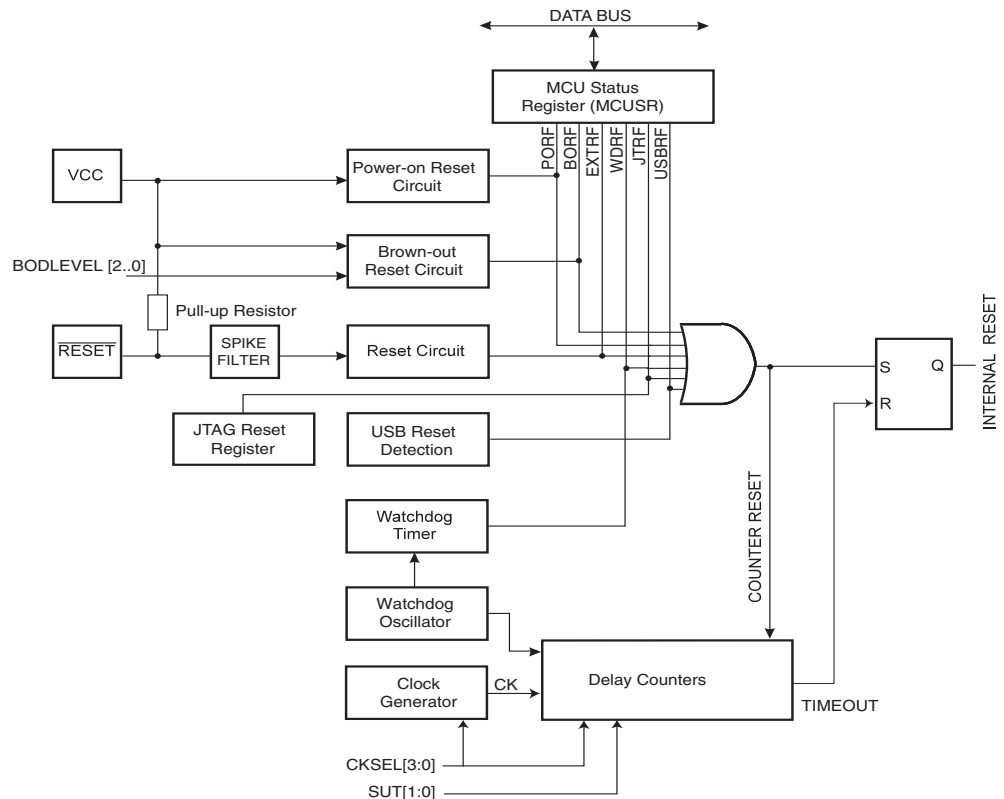 DATA BUS
MCU Status
Register (MCUSR)
PORF
BORF
EXTRF
WDRF
JTRF
USBRF
VCC
Power-on Reset
Circuit
BODLEVEL [2..0]
Brown-out
Reset Circuit
Pull-up Resistor
RESET
SPIKE
FILTER
Reset Circuit
S
Q
R
INTERNAL RESET
JTAG Reset
Register
USB Reset
Detection
Watchdog
Timer
COUNTER RESET
Watchdog
Oscillator
Clock
Generator
CK
Delay Counters
TIMEOUT
CKSEL[3:0]
SUT[1:0]